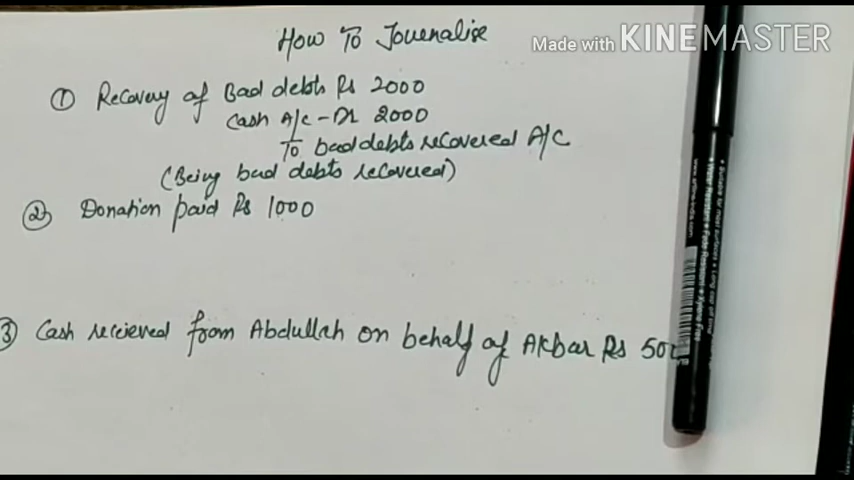 How To Jouenalise
Made with KINEMASTER
① Recovery of Bad debts Rs 2000
Cash A/c - Dr 2000
To bad debts recovered A/C
(Being bad debts recovered)
② Donation paid Rs 1000
③ Cash recieved from Abdullah on behalf of Akbar Rs